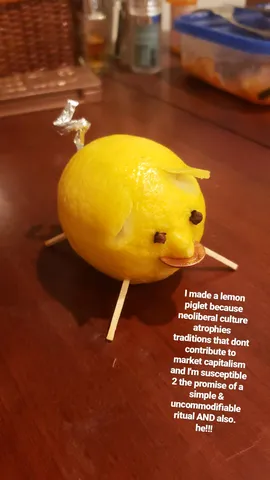 I made a lemon
piglet because
neoliberal culture
atrophies
traditions that dont
contribute to
market capitalism
and I'm susceptible
2 the promise of a
simple &
uncommodifiable
ritual AND also.
he!!!